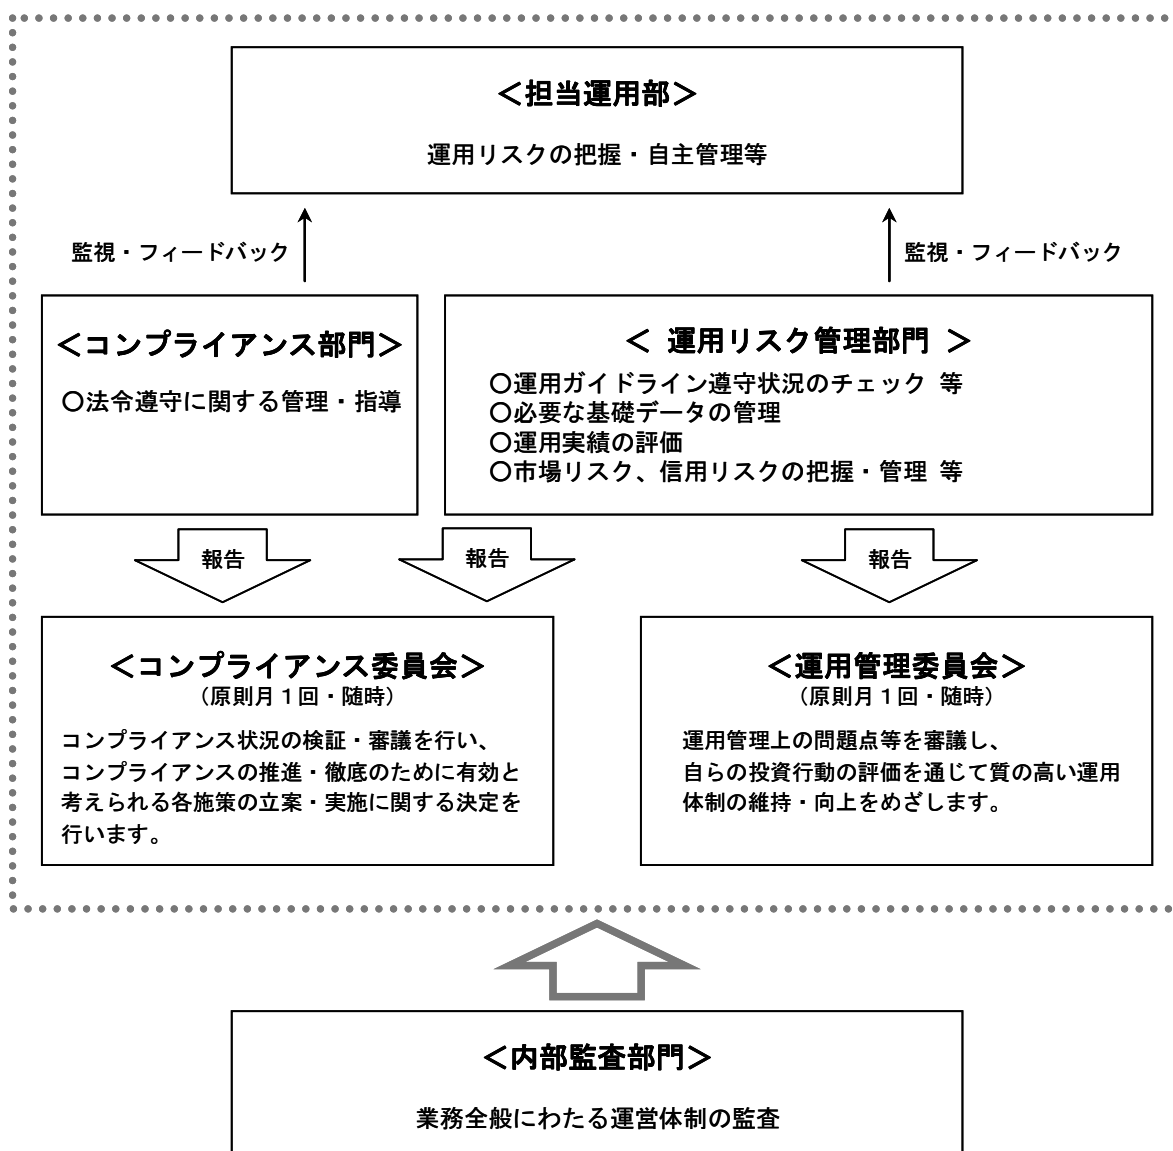 ＜担当運用部＞
運用リスクの把握・自主管理等
監視・フィードバック
監視・フィードバック
＜コンプライアンス部門＞
〇法令遵守に関する管理・指導
＜ 運用リスク管理部門 ＞
〇運用ガイドライン遵守状況のチェック 等
〇必要な基礎データの管理
〇運用実績の評価
〇市場リスク、信用リスクの把握・管理 等
報告
報告
報告
＜コンプライアンス委員会＞
（原則月１回・随時）
コンプライアンス状況の検証・審議を行い、
コンプライアンスの推進・徹底のために有効と
考えられる各施策の立案・実施に関する決定を
行います。
＜運用管理委員会＞
（原則月１回・随時）
運用管理上の問題点等を審議し、
自らの投資行動の評価を通じて質の高い運用
体制の維持・向上をめざします。
＜内部監査部門＞
業務全般にわたる運営体制の監査